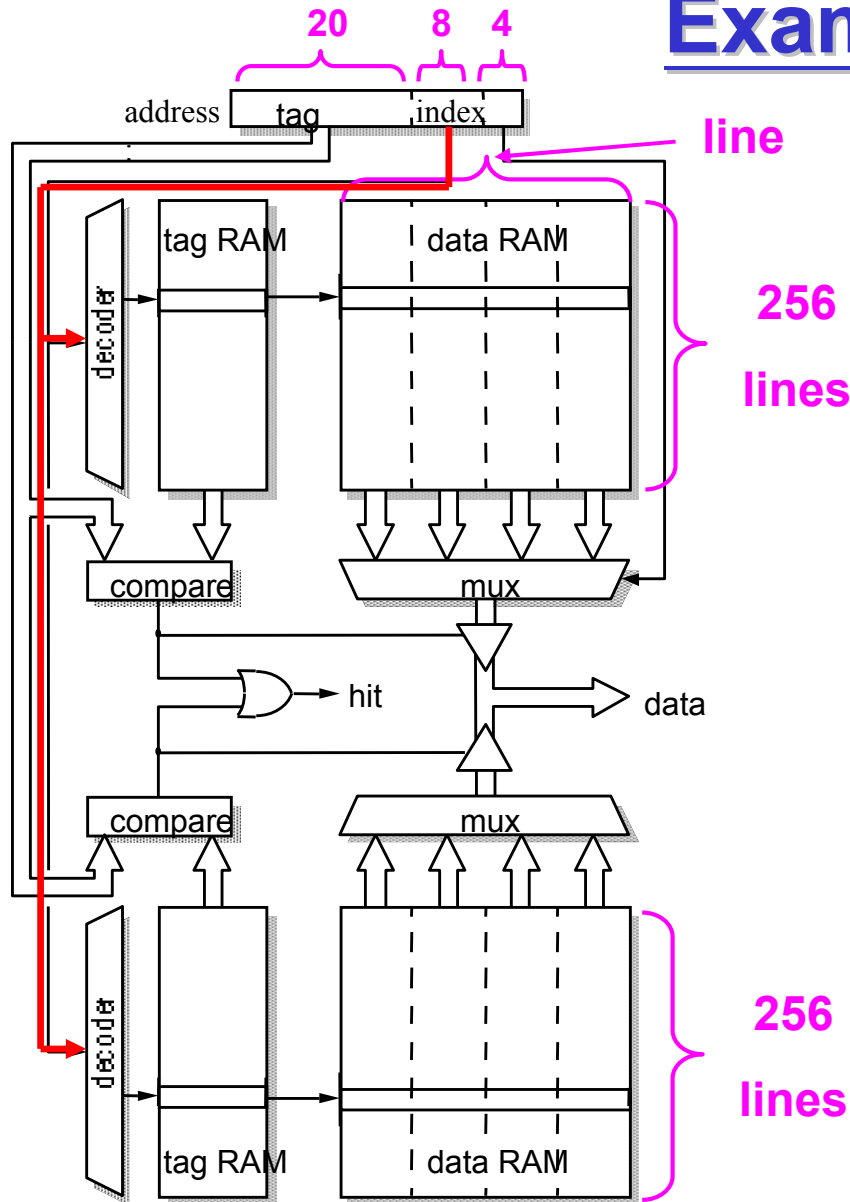 Exam
20 8 4
address tag index
line
tag RAM data RAM
decoder
256
lines
compare mux
hit
data
compare mux
decoder
256
lines
tag RAM data RAM